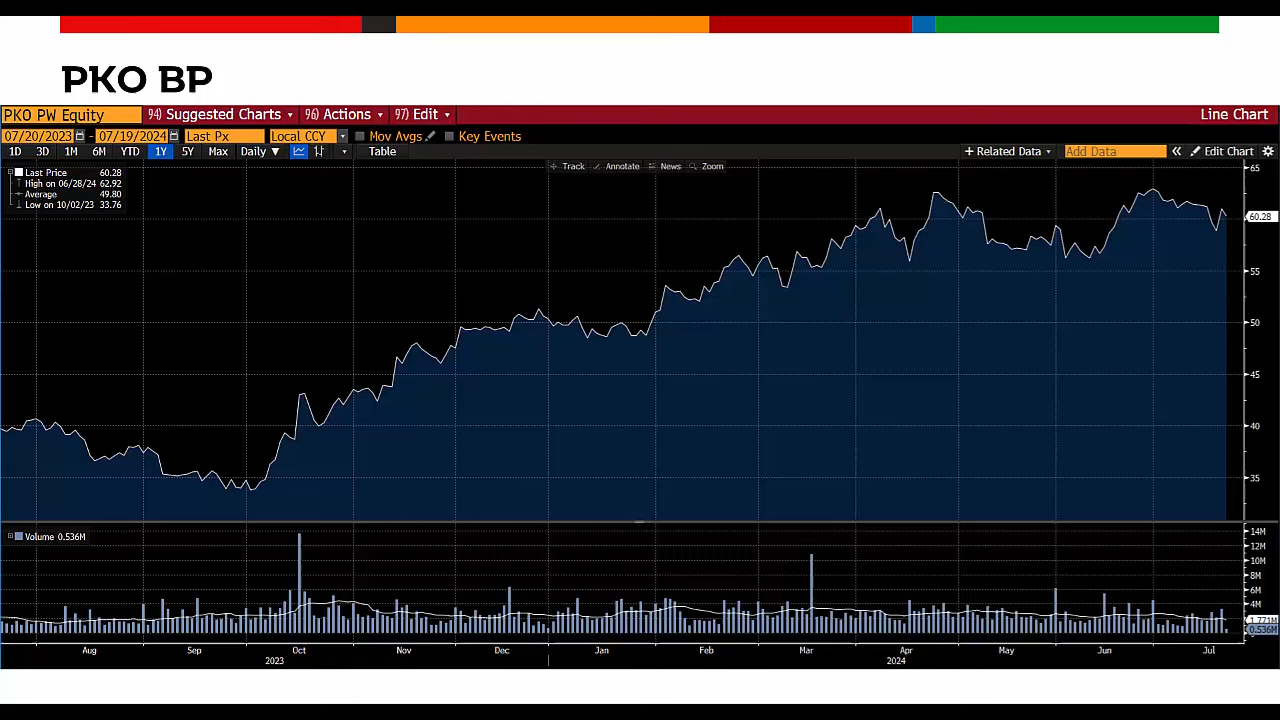 PKO BP
PKO PW Equity 94) Suggested Charts 96) Actions 97) Edit Line Chart
07/20/2023 - 07/19/2024 Last Px Local CCY Mov Avgs Key Events
1D 3D 1M 6M YTD 1Y 5Y Max Daily ▼ Table + Related Data Add Data « Edit Chart
Track Annotate News Zoom
Last Price 60.28
High on 06/28/24 62.92
Average 49.80
Low on 10/02/23 33.76
65
60.28
55
50
45
40
35
Volume 0.536M
14M
12M
10M
8M
6M
4M
1.771M
0.536M
Aug Sep Oct Nov Dec Jan Feb Mar Apr May Jun Jul
2023 2024